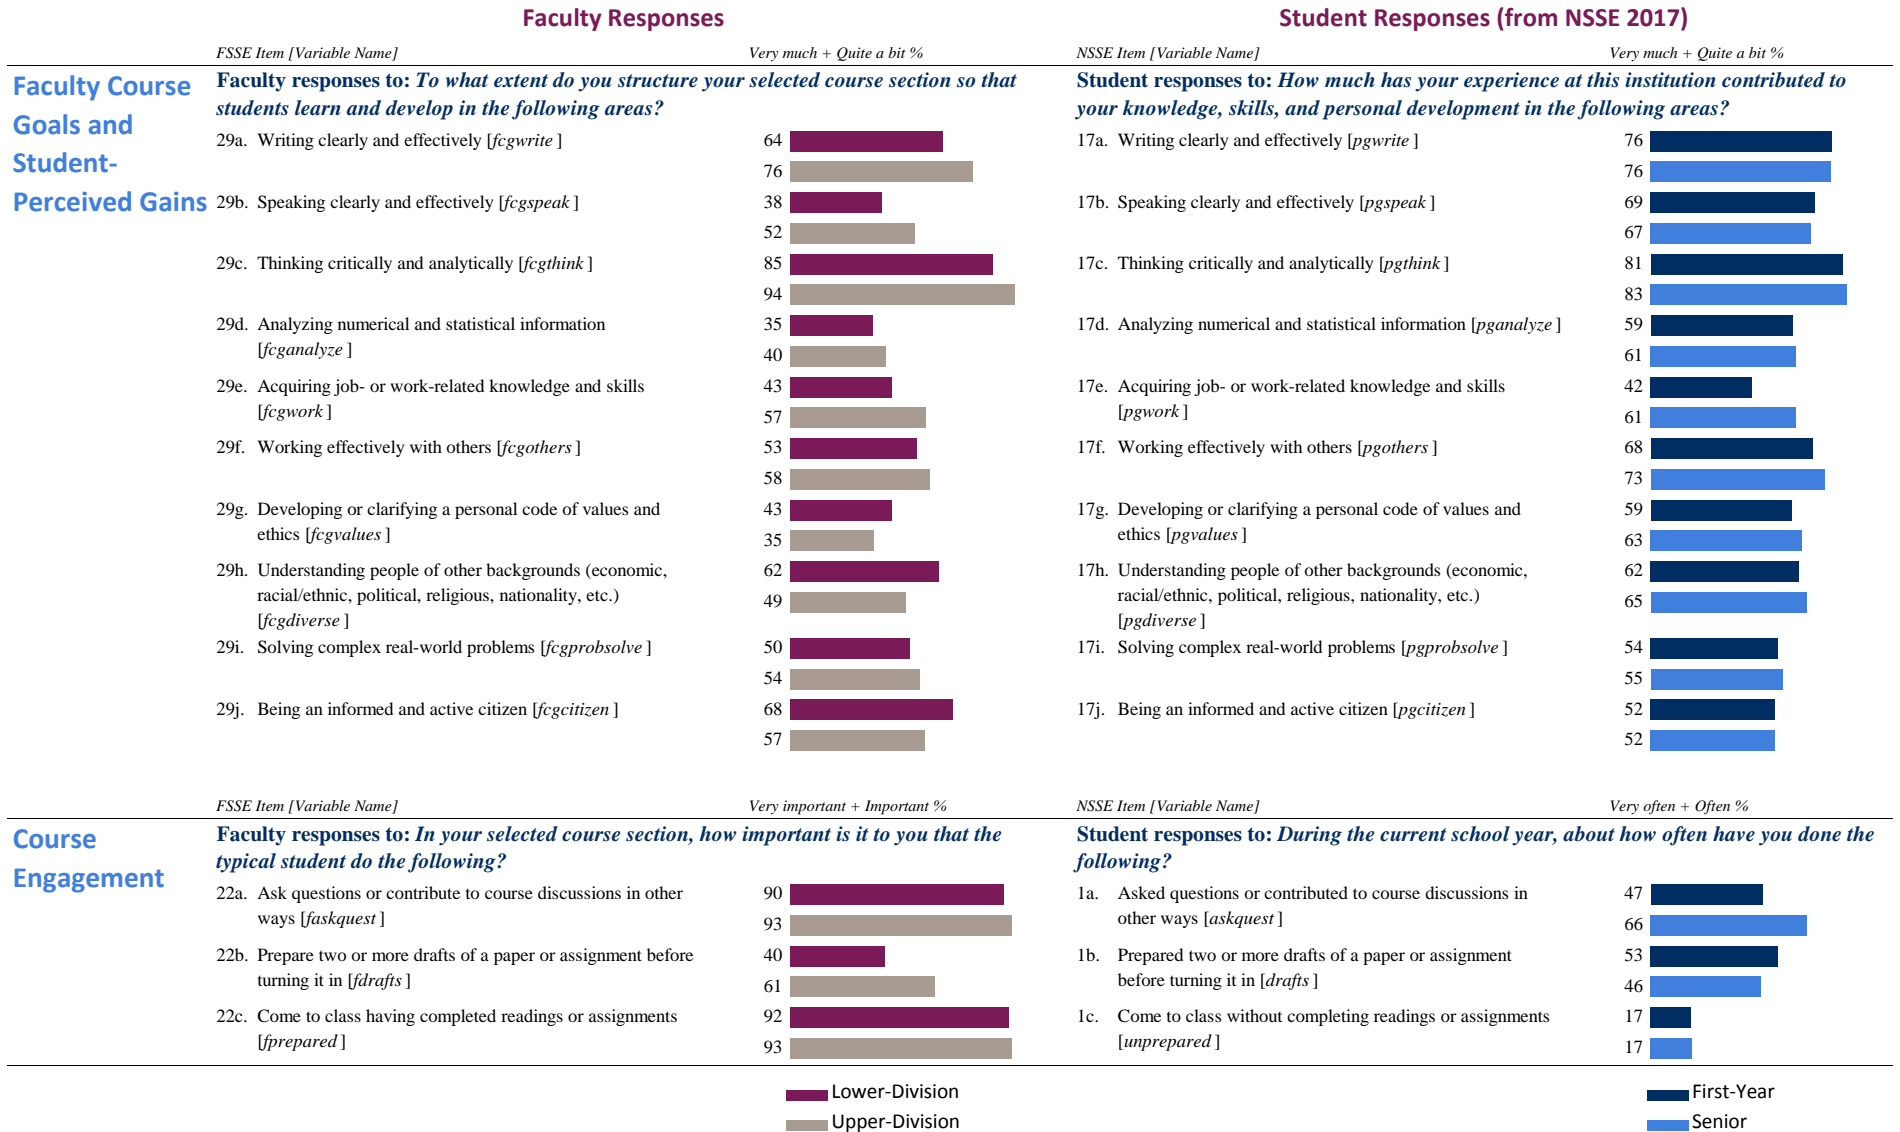 Faculty Responses
Student Responses (from NSSE 2017)
FSSE Item [Variable Name]
Very much + Quite a bit %
NSSE Item [Variable Name]
Very much + Quite a bit %
Faculty Course
Goals and
Student-
Perceived Gains
Faculty responses to: To what extent do you structure your selected course section so that
students learn and develop in the following areas?
Student responses to: How much has your experience at this institution contributed to
your knowledge, skills, and personal development in the following areas?
29a. Writing clearly and effectively [fcgwrite ]
64
76
17a. Writing clearly and effectively [pgwrite ]
76
76
29b. Speaking clearly and effectively [fcgspeak ]
38
52
17b. Speaking clearly and effectively [pgspeak ]
69
67
29c. Thinking critically and analytically [fcgthink ]
85
94
17c. Thinking critically and analytically [pgthink ]
81
83
29d. Analyzing numerical and statistical information
[fcganalyze ]
35
40
17d. Analyzing numerical and statistical information [pganalyze ]
59
61
29e. Acquiring job- or work-related knowledge and skills
[fcgwork ]
43
57
17e. Acquiring job- or work-related knowledge and skills
[pgwork ]
42
61
29f. Working effectively with others [fcgothers ]
53
58
17f. Working effectively with others [pgothers ]
68
73
29g. Developing or clarifying a personal code of values and
ethics [fcgvalues ]
43
35
17g. Developing or clarifying a personal code of values and
ethics [pgvalues ]
59
63
29h. Understanding people of other backgrounds (economic,
racial/ethnic, political, religious, nationality, etc.)
[fcgdiverse ]
62
49
17h. Understanding people of other backgrounds (economic,
racial/ethnic, political, religious, nationality, etc.)
[pgdiverse ]
62
65
29i. Solving complex real-world problems [fcgprobsolve ]
50
54
17i. Solving complex real-world problems [pgprobsolve ]
54
55
29j. Being an informed and active citizen [fcgcitizen ]
68
57
17j. Being an informed and active citizen [pgcitizen ]
52
52
FSSE Item [Variable Name]
Very important + Important %
NSSE Item [Variable Name]
Very often + Often %
Course
Engagement
Faculty responses to: In your selected course section, how important is it to you that the
typical student do the following?
Student responses to: During the current school year, about how often have you done the
following?
22a. Ask questions or contribute to course discussions in other
ways [faskquest ]
90
93
1a. Asked questions or contributed to course discussions in
other ways [askquest ]
47
66
22b. Prepare two or more drafts of a paper or assignment before
turning it in [fdrafts ]
40
61
1b. Prepared two or more drafts of a paper or assignment
before turning it in [drafts ]
53
46
22c. Come to class having completed readings or assignments
[fprepared ]
92
93
1c. Come to class without completing readings or assignments
[unprepared ]
17
17
Lower-Division
Upper-Division
First-Year
Senior